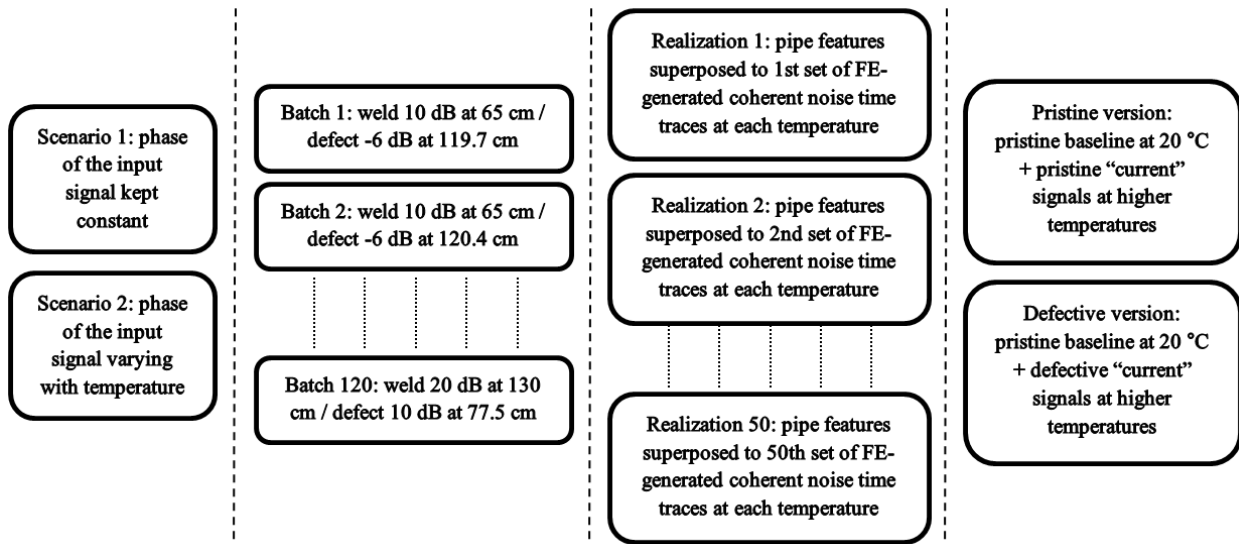 Scenario 1: phase
of the input
signal kept
constant
Scenario 2: phase
of the input
signal varying
with temperature
Batch 1: weld 10 dB at 65 cm /
defect -6 dB at 119.7 cm
Batch 2: weld 10 dB at 65 cm /
defect -6 dB at 120.4 cm
Batch 120: weld 20 dB at 130
cm / defect 10 dB at 77.5 cm
Realization 1: pipe features
superposed to 1st set of FE-
generated coherent noise time
traces at each temperature
Realization 2: pipe features
superposed to 2nd set of FE-
generated coherent noise time
traces at each temperature
Realization 50: pipe features
superposed to 50th set of FE-
generated coherent noise time
traces at each temperature
Pristine version:
pristine baseline at 20 °C
+ pristine “current”
signals at higher
temperatures
Defective version:
pristine baseline at 20 °C
+ defective “current”
signals at higher
temperatures